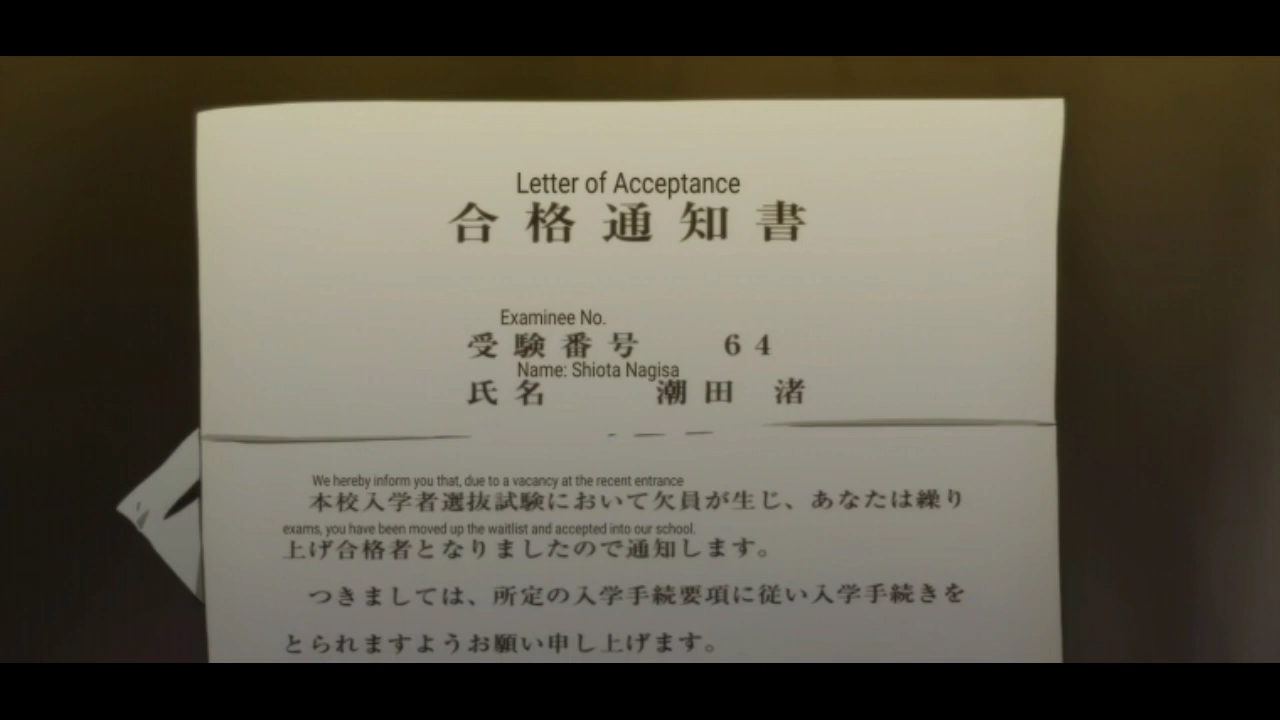 Letter of Acceptance
合格通知書
Examinee No.
受験番号 64
Name: Shiota Nagisa
氏名 潮田 渚
We hereby inform you that, due to a vacancy at the recent entrance
本校入学者選抜試験において欠員が生じ、あなたは繰り
exams, you have been moved up the waitlist and accepted into our school.
上げ合格者となりましたので通知します。
つきましては、所定の入学手続要項に従い入学手続きを
とられますようお願い申し上げます。